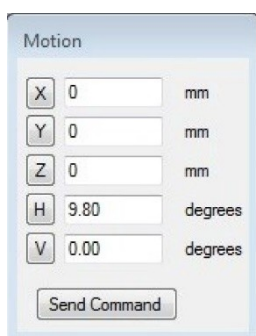 Motion
X 0 mm
Y 0 mm
Z 0 mm
H 9.80 degrees
V 0.00 degrees
Send Command